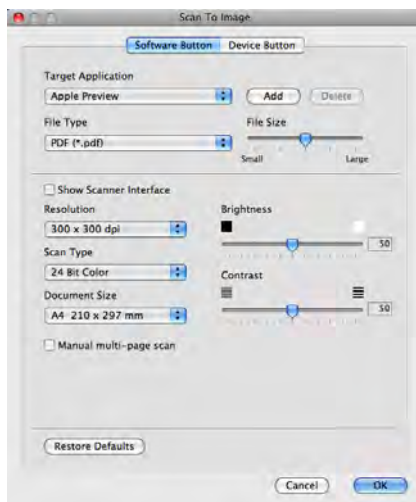 Scan To Image
Software Button Device Button
Target Application
Apple Preview Add Delete
File Type File Size
PDF (*.pdf)
Small Large
Show Scanner Interface
Resolution Brightness
300 x 300 dpi
50
Scan Type
24 Bit Color Contrast
Document Size
A4 210 x 297 mm 50
Manual multi-page scan
Restore Defaults
Cancel OK